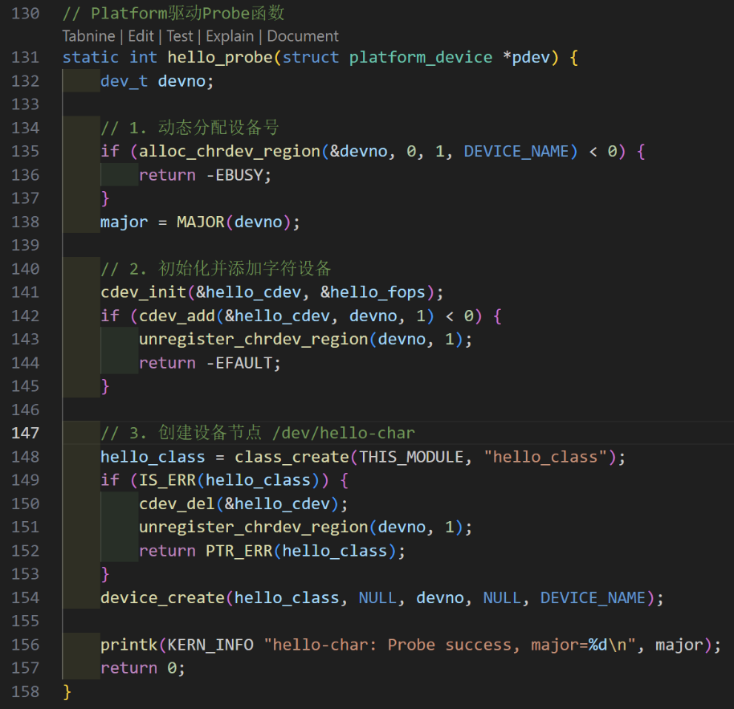 130 // Platform驱动Probe函数
Tabnine | Edit | Test | Explain | Document
131 static int hello_probe(struct platform_device *pdev) {
132     dev_t devno;
133
134     // 1. 动态分配设备号
135     if (alloc_chrdev_region(&devno, 0, 1, DEVICE_NAME) < 0) {
136         return -EBUSY;
137     }
138     major = MAJOR(devno);
139
140     // 2. 初始化并添加字符设备
141     cdev_init(&hello_cdev, &hello_fops);
142     if (cdev_add(&hello_cdev, devno, 1) < 0) {
143         unregister_chrdev_region(devno, 1);
144         return -EFAULT;
145     }
146
147     // 3. 创建设备节点 /dev/hello-char
148     hello_class = class_create(THIS_MODULE, "hello_class");
149     if (IS_ERR(hello_class)) {
150         cdev_del(&hello_cdev);
151         unregister_chrdev_region(devno, 1);
152         return PTR_ERR(hello_class);
153     }
154     device_create(hello_class, NULL, devno, NULL, DEVICE_NAME);
155
156     printk(KERN_INFO "hello-char: Probe success, major=%d\n", major);
157     return 0;
158 }